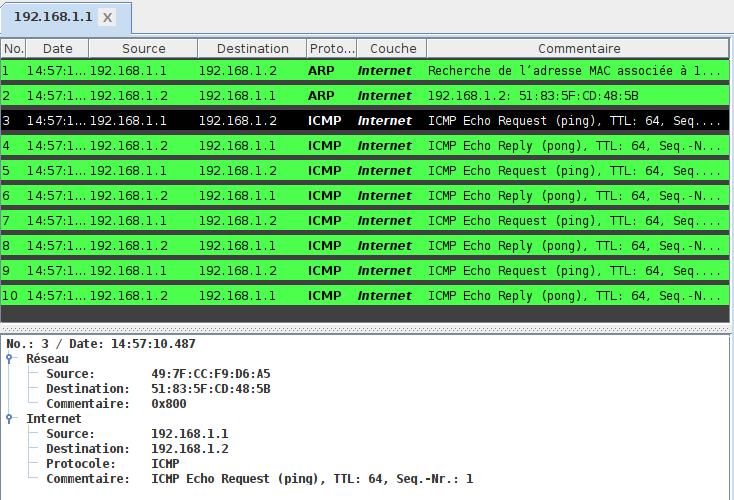 192.168.1.1 X
No. Date Source Destination Proto... Couche Commentaire
1 14:57:1... 192.168.1.1 192.168.1.2 ARP Internet Recherche de l'adresse MAC associée à 1...
2 14:57:1... 192.168.1.2 192.168.1.1 ARP Internet 192.168.1.2: 51:83:5F:CD:48:5B
3 14:57:1... 192.168.1.1 192.168.1.2 ICMP Internet ICMP Echo Request (ping), TTL: 64, Seq....
4 14:57:1... 192.168.1.2 192.168.1.1 ICMP Internet ICMP Echo Reply (pong), TTL: 64, Seq.-N...
5 14:57:1... 192.168.1.1 192.168.1.2 ICMP Internet ICMP Echo Request (ping), TTL: 64, Seq....
6 14:57:1... 192.168.1.2 192.168.1.1 ICMP Internet ICMP Echo Reply (pong), TTL: 64, Seq.-N...
7 14:57:1... 192.168.1.1 192.168.1.2 ICMP Internet ICMP Echo Request (ping), TTL: 64, Seq....
8 14:57:1... 192.168.1.2 192.168.1.1 ICMP Internet ICMP Echo Reply (pong), TTL: 64, Seq.-N...
9 14:57:1... 192.168.1.1 192.168.1.2 ICMP Internet ICMP Echo Request (ping), TTL: 64, Seq....
10 14:57:1... 192.168.1.2 192.168.1.1 ICMP Internet ICMP Echo Reply (pong), TTL: 64, Seq.-N...
No.: 3 / Date: 14:57:10.487
Réseau
Source: 49:7F:CC:F9:D6:A5
Destination: 51:83:5F:CD:48:5B
Commentaire: 0x800
Internet
Source: 192.168.1.1
Destination: 192.168.1.2
Protocole: ICMP
Commentaire: ICMP Echo Request (ping), TTL: 64, Seq.-Nr.: 1